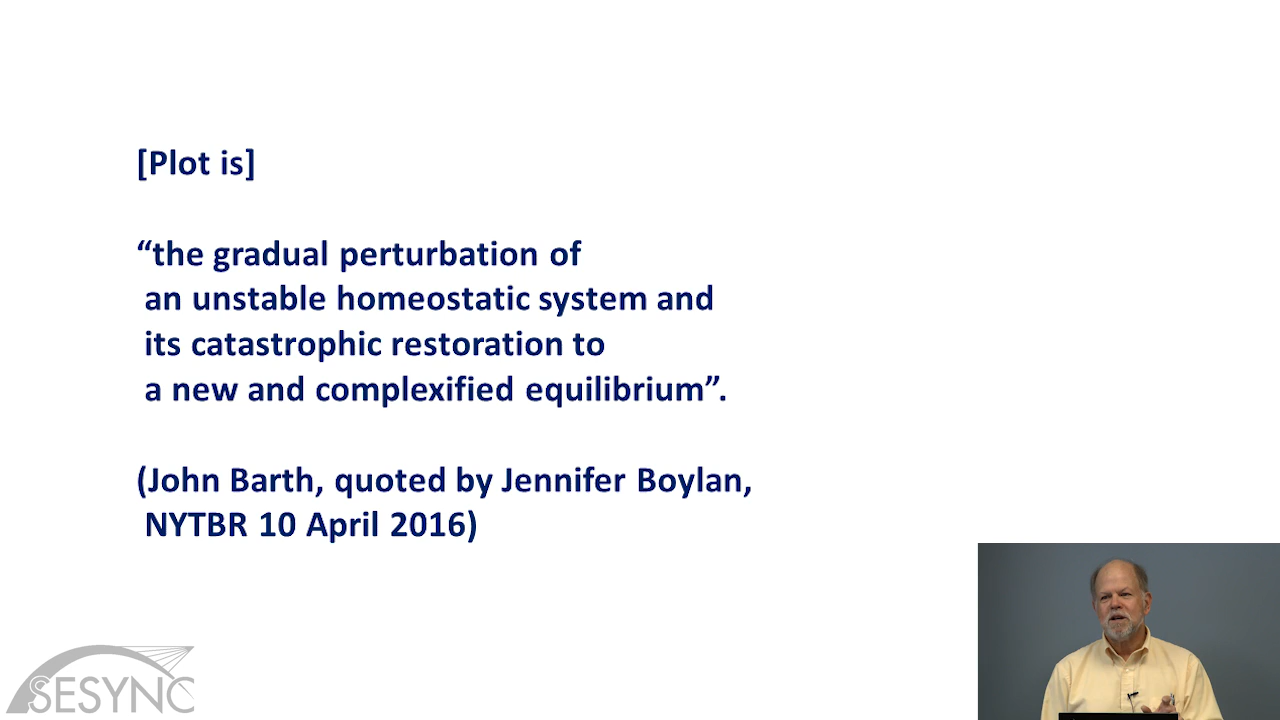 [Plot is]
“the gradual perturbation of
an unstable homeostatic system and
its catastrophic restoration to
a new and complexified equilibrium”.
(John Barth, quoted by Jennifer Boylan,
NYTBR 10 April 2016)
SESYNC